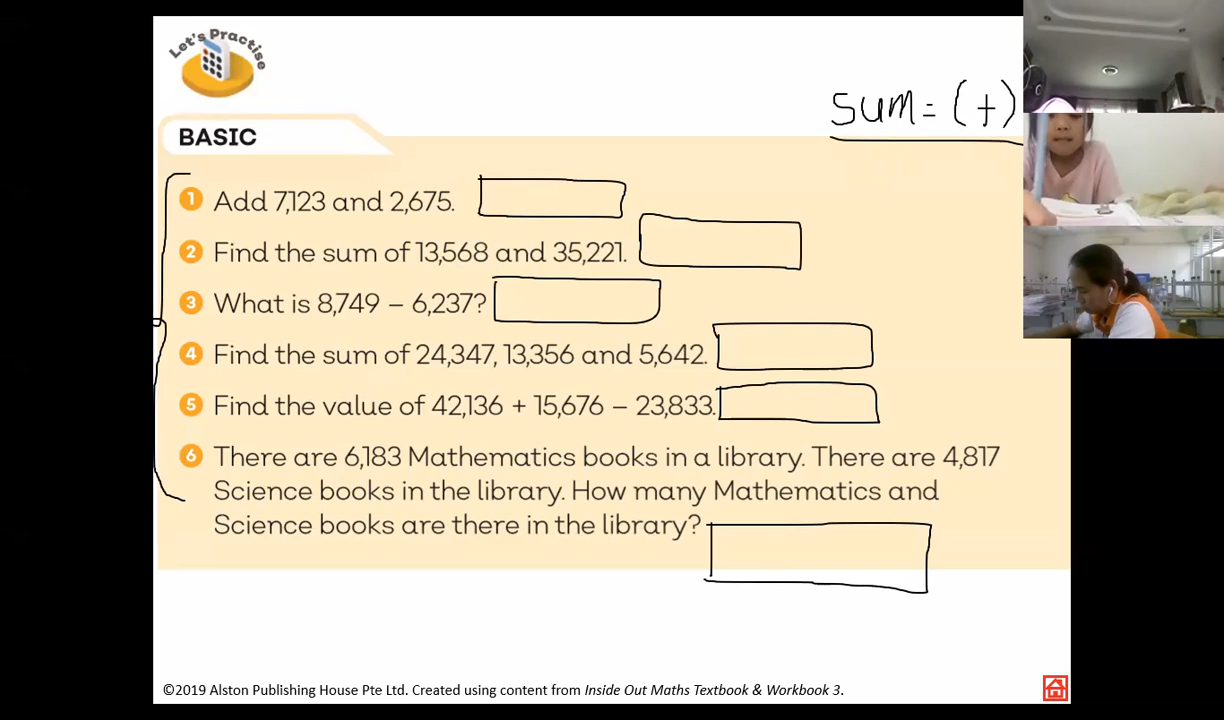 Let's Practise
sum = (+)
BASIC
1 Add 7,123 and 2,675.
2 Find the sum of 13,568 and 35,221.
3 What is 8,749 – 6,237?
4 Find the sum of 24,347, 13,356 and 5,642.
5 Find the value of 42,136 + 15,676 – 23,833.
6 There are 6,183 Mathematics books in a library. There are 4,817
Science books in the library. How many Mathematics and
Science books are there in the library?
©2019 Alston Publishing House Pte Ltd. Created using content from Inside Out Maths Textbook & Workbook 3.